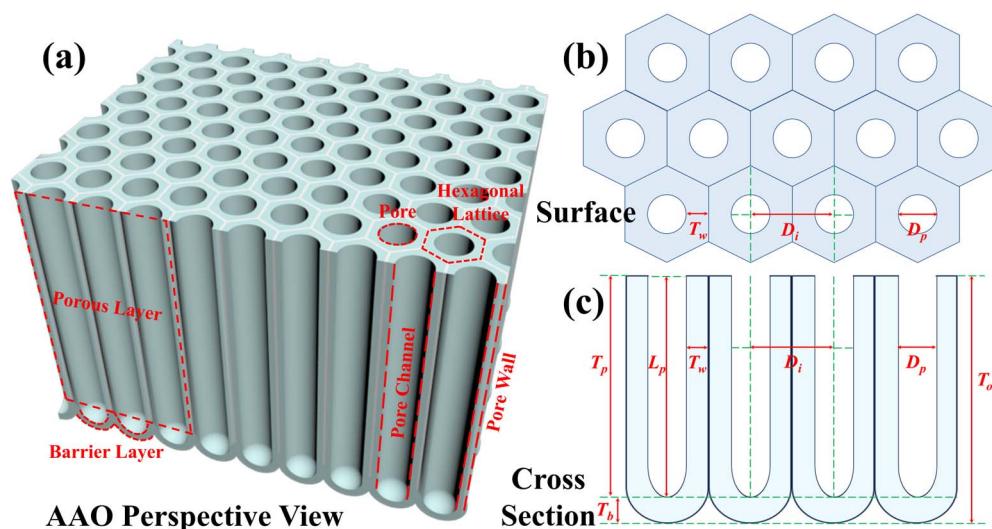 (a)
Pore
Hexagonal
Lattice
Porous Layer
Pore Channel
Pore Wall
Barrier Layer
AAO Perspective View
(b)
Surface
T_w
D_i
D_p
(c)
T_p
L_p
T_w
D_i
D_p
T_o
T_b
Cross
Section